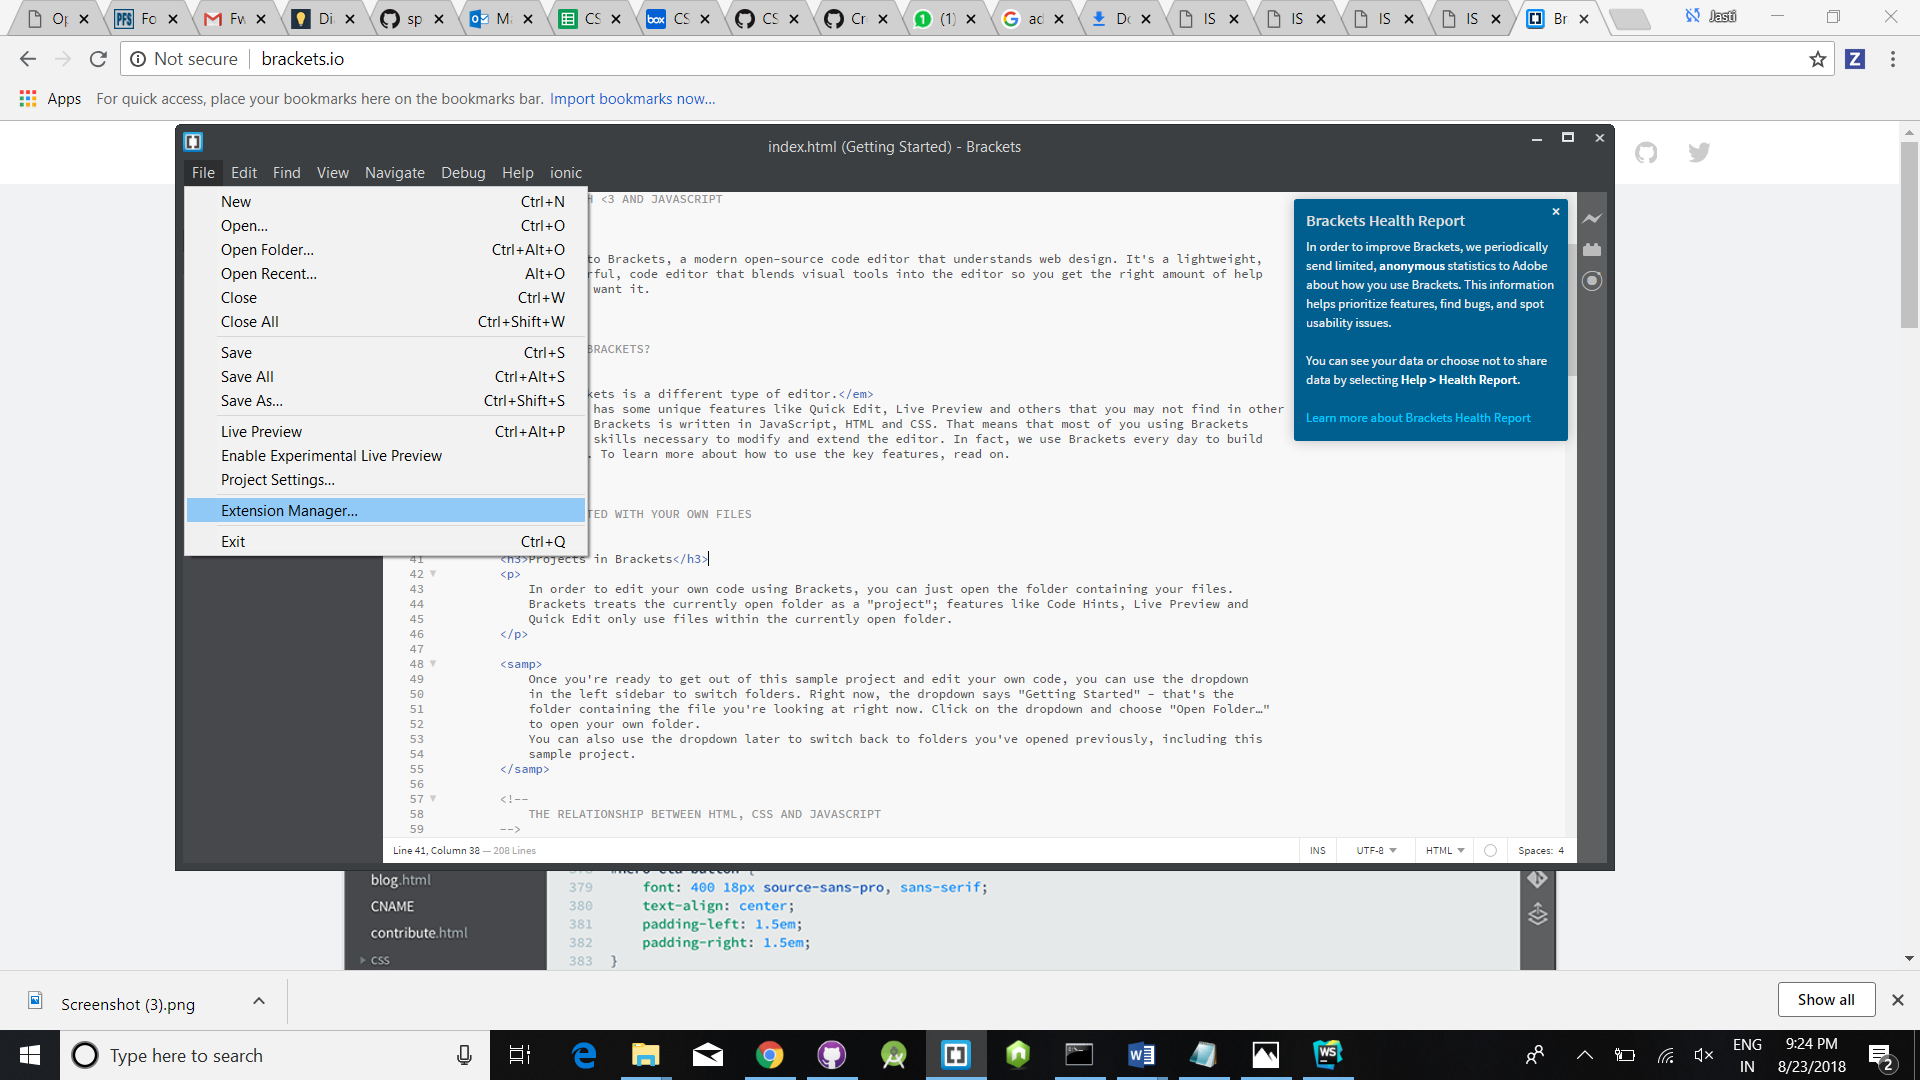 Op
Fo
Fw
Dia
sp
Ma
CS
CS
CS
Cr
(1)
ad
Do
IS
IS
IS
IS
Br
Jasti
Not secure
brackets.io
Z
Apps
For quick access, place your bookmarks here on the bookmarks bar. Import bookmarks now...
index.html (Getting Started) - Brackets
File Edit Find View Navigate Debug Help ionic
New Ctrl+N
Open... Ctrl+O
Open Folder... Ctrl+Alt+O
Open Recent... Alt+O
Close Ctrl+W
Close All Ctrl+Shift+W
Save Ctrl+S
Save All Ctrl+Alt+S
Save As... Ctrl+Shift+S
Live Preview Ctrl+Alt+P
Enable Experimental Live Preview
Project Settings...
Extension Manager...
Exit Ctrl+Q
H <3 AND JAVASCRIPT
to Brackets, a modern open-source code editor that understands web design. It's a lightweight,
rful, code editor that blends visual tools into the editor so you get the right amount of help
want it.
BRACKETS?
kets is a different type of editor.</em>
has some unique features like Quick Edit, Live Preview and others that you may not find in other
Brackets is written in JavaScript, HTML and CSS. That means that most of you using Brackets
skills necessary to modify and extend the editor. In fact, we use Brackets every day to build
. To learn more about how to use the key features, read on.
TED WITH YOUR OWN FILES
41 <h3>Projects in Brackets</h3>
42 <p>
43 In order to edit your own code using Brackets, you can just open the folder containing your files.
44 Brackets treats the currently open folder as a "project"; features like Code Hints, Live Preview and
45 Quick Edit only use files within the currently open folder.
46 </p>
47
48 <samp>
49 Once you're ready to get out of this sample project and edit your own code, you can use the dropdown
50 in the left sidebar to switch folders. Right now, the dropdown says "Getting Started" - that's the
51 folder containing the file you're looking at right now. Click on the dropdown and choose "Open Folder…"
52 to open your own folder.
53 You can also use the dropdown later to switch back to folders you've opened previously, including this
54 sample project.
55 </samp>
56
57 <!--
58 THE RELATIONSHIP BETWEEN HTML, CSS AND JAVASCRIPT
59 -->
Brackets Health Report
In order to improve Brackets, we periodically
send limited, anonymous statistics to Adobe
about how you use Brackets. This information
helps prioritize features, find bugs, and spot
usability issues.
You can see your data or choose not to share
data by selecting Help > Health Report.
Learn more about Brackets Health Report
Line 41, Column 38 — 208 Lines
INS UTF-8 HTML Spaces: 4
blog.html
CNAME
contribute.html
css
379 font: 400 18px source-sans-pro, sans-serif;
380 text-align: center;
381 padding-left: 1.5em;
382 padding-right: 1.5em;
383 }
Screenshot (3).png
Show all
Type here to search
ENG
IN
9:24 PM
8/23/2018
2